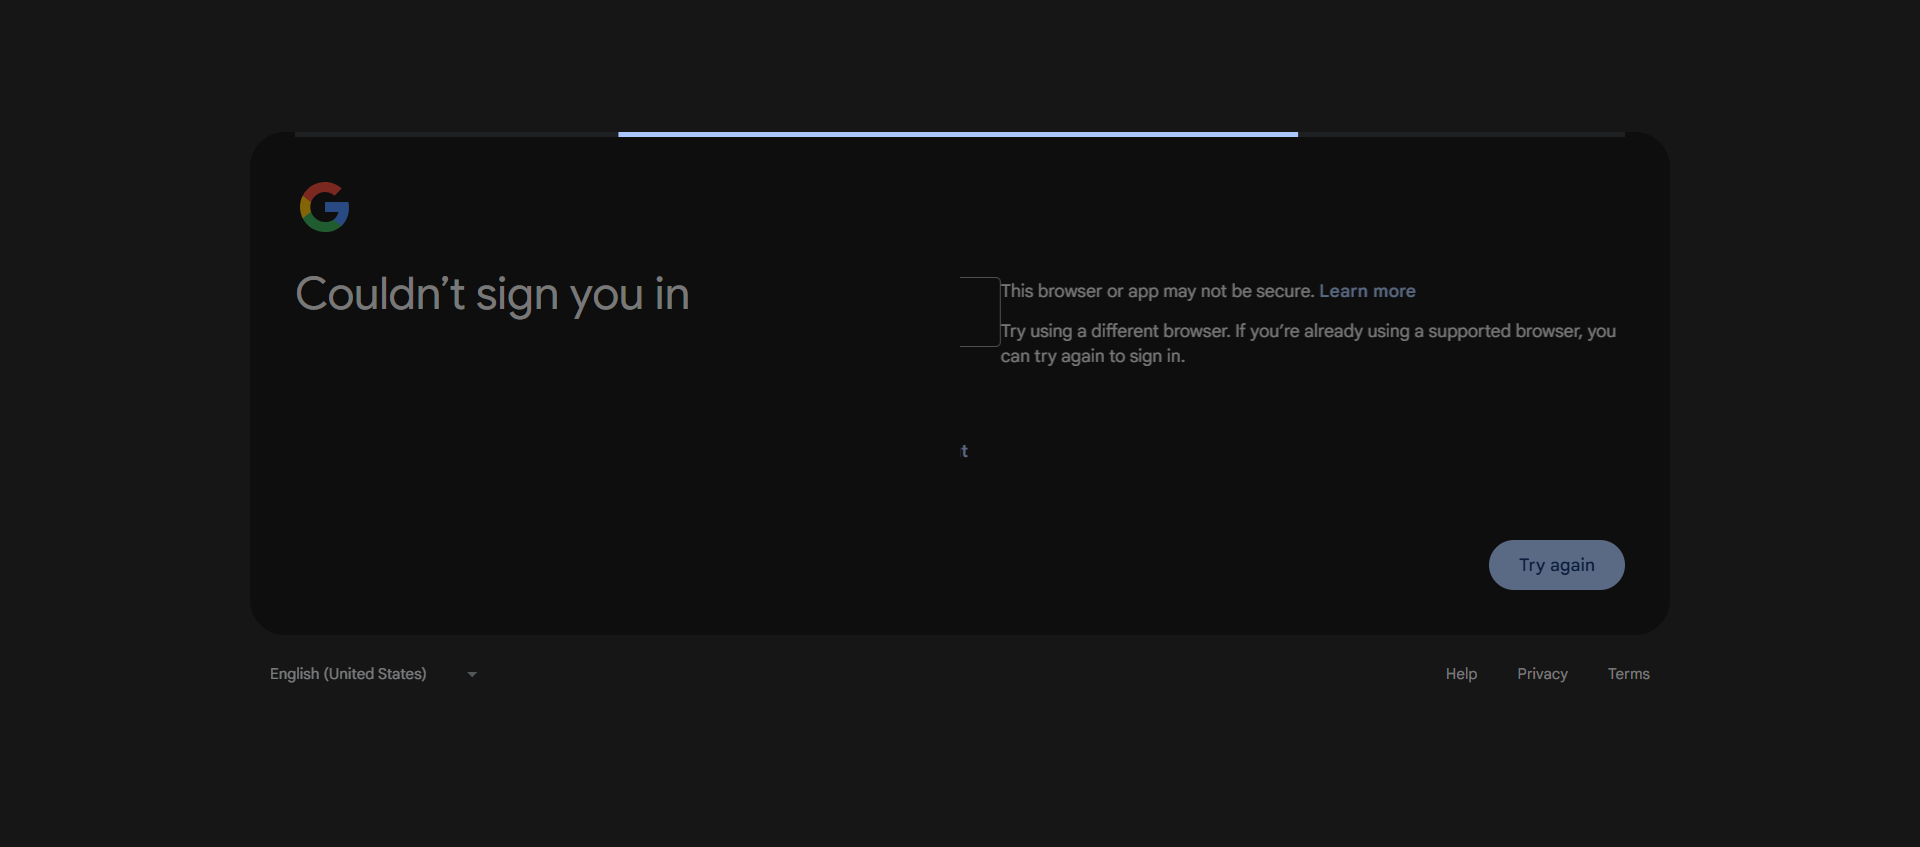 Couldn’t sign you in
This browser or app may not be secure. Learn more
Try using a different browser. If you’re already using a supported browser, you
can try again to sign in.
t
Try again
English (United States)
Help
Privacy
Terms